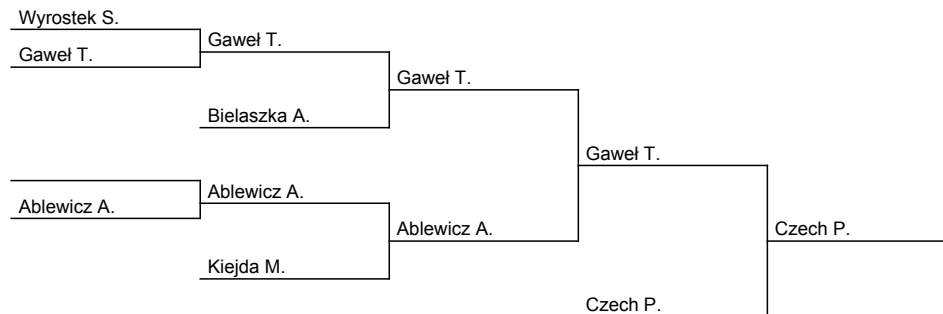 Wyrostek S.
Gaweł T.
Gaweł T.
Gaweł T.
Bielaszka A.
Gaweł T.
Ablewicz A.
Ablewicz A.
Ablewicz A.
Czech P.
Kiejda M.
Czech P.